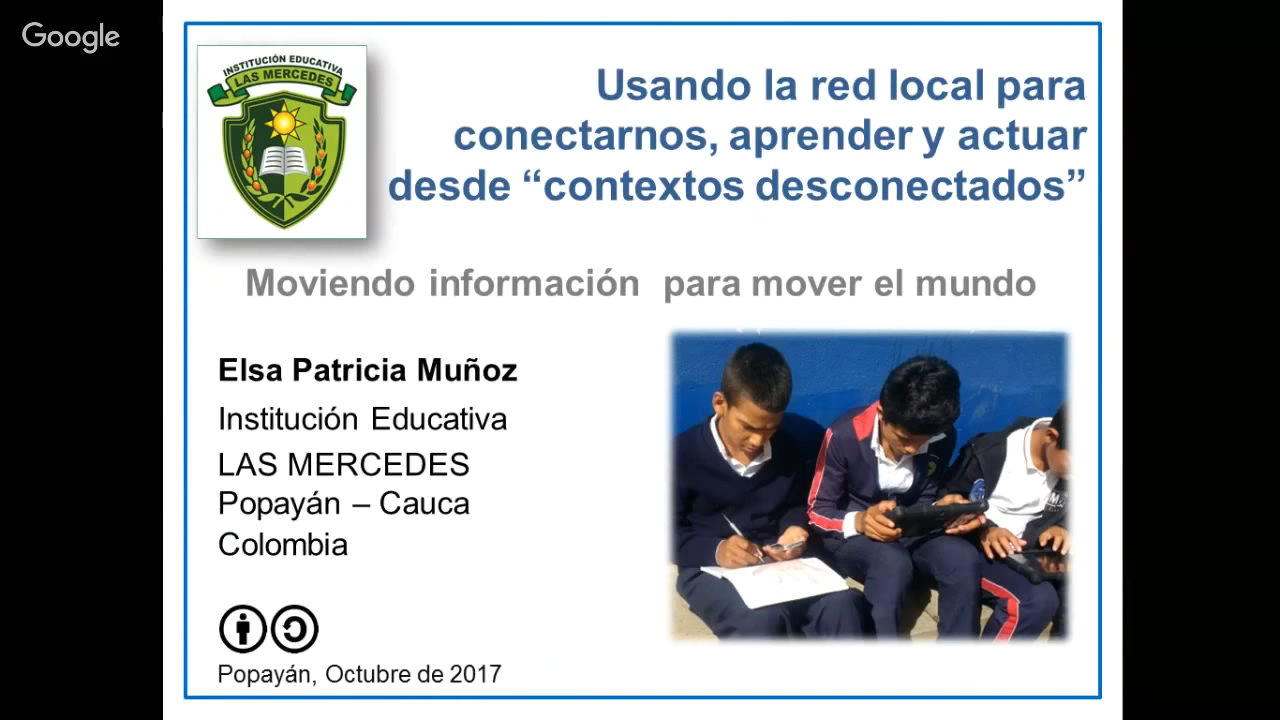 Google
INSTITUCIÓN EDUCATIVA
LAS MERCEDES
Usando la red local para
conectarnos, aprender y actuar
desde “contextos desconectados”
Moviendo información para mover el mundo
Elsa Patricia Muñoz
Institución Educativa
LAS MERCEDES
Popayán – Cauca
Colombia
Popayán, Octubre de 2017